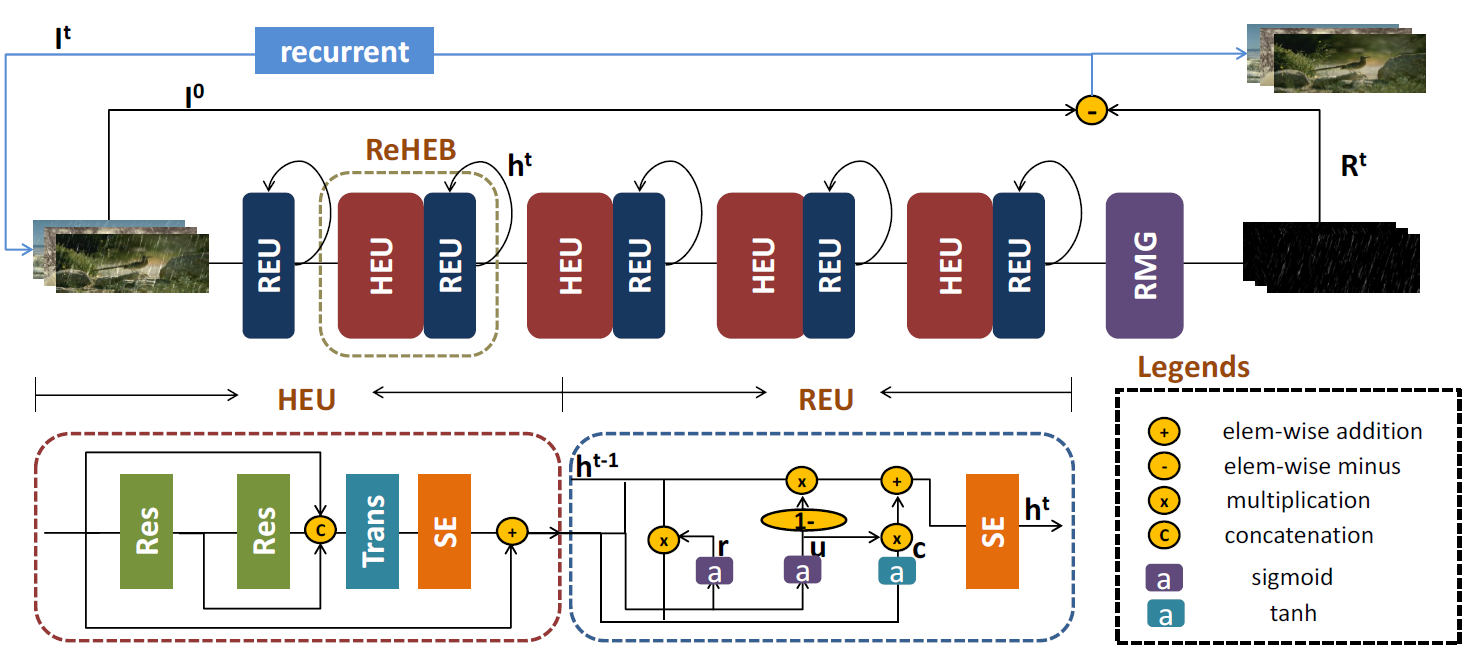 I^t
recurrent
I^0
-
ReHEB
h^t
R^t
REU
HEU
REU
HEU
REU
HEU
REU
HEU
REU
RMG
HEU
REU
Legends
+ elem-wise addition
- elem-wise minus
x multiplication
C concatenation
a sigmoid
a tanh
Res
Res
C
Trans
SE
+
h^t-1
x
r
a
x
1-
u
a
+
x
c
a
SE
h^t